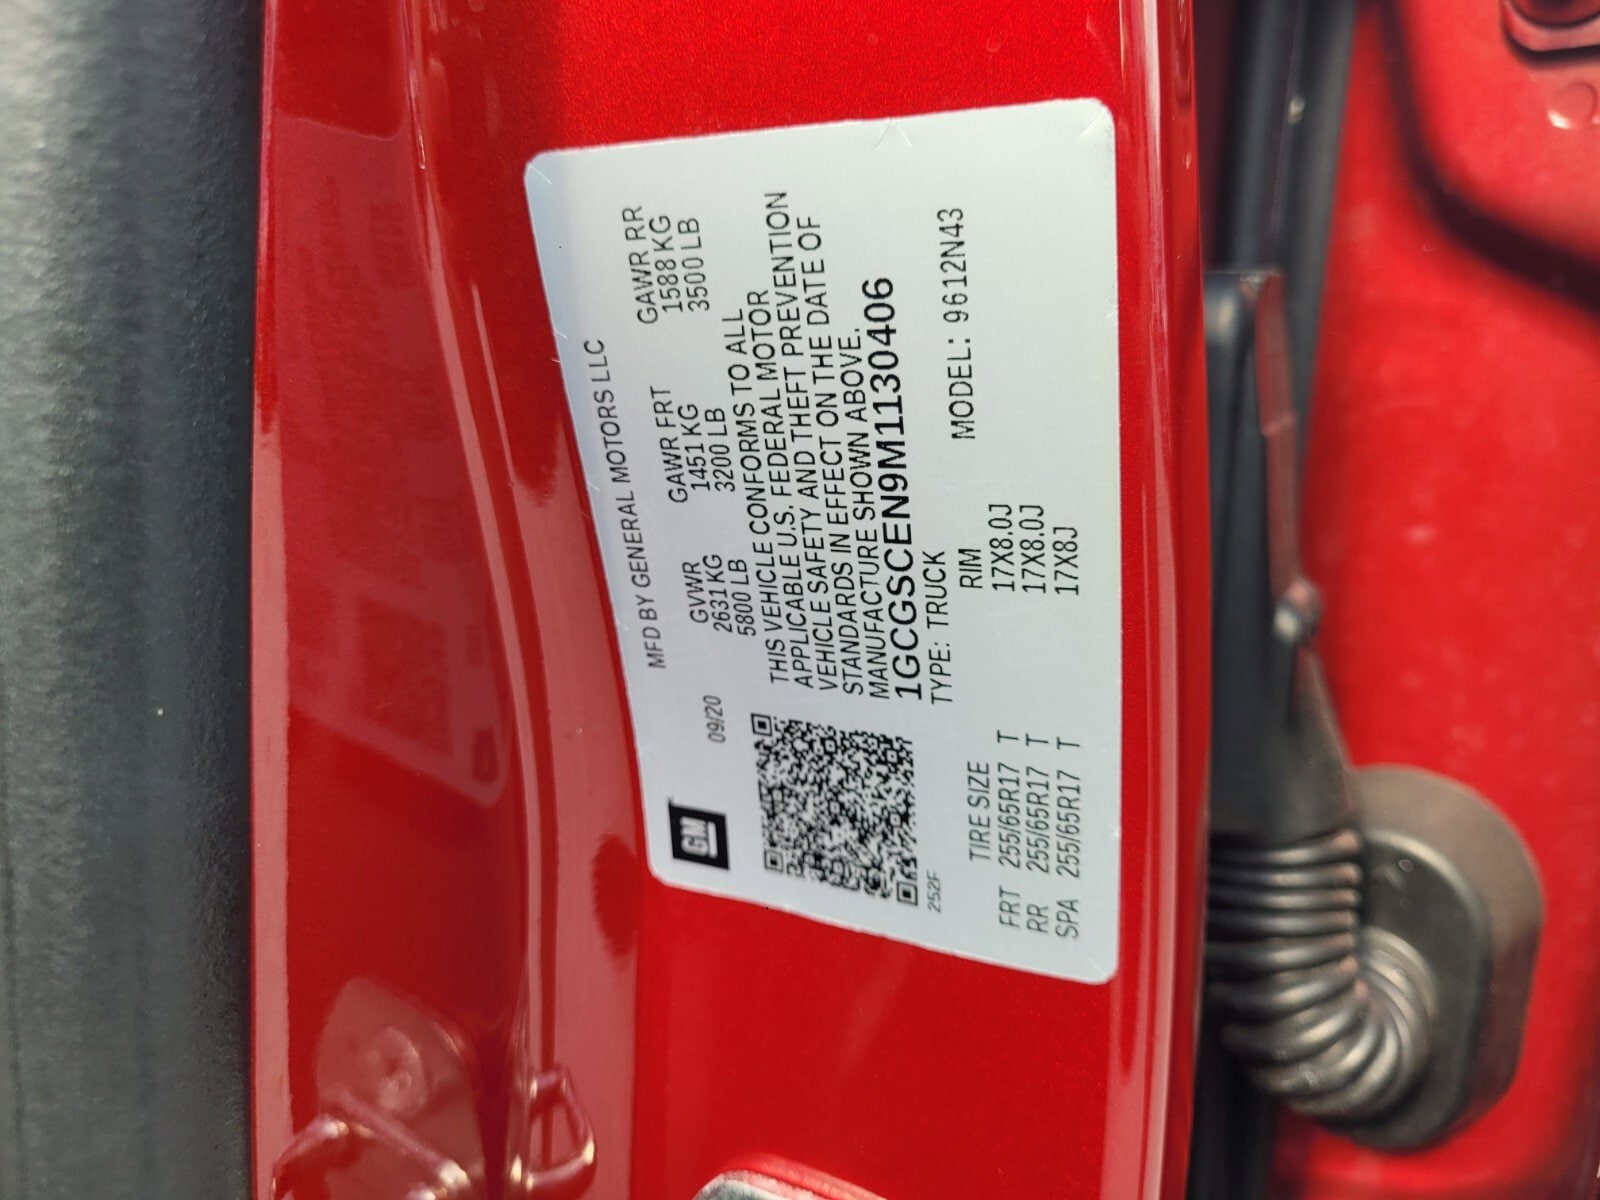 GM
09/20
MFD BY GENERAL MOTORS LLC
GVWR GAWR FRT GAWR RR
2631 KG 1451 KG 1588 KG
5800 LB 3200 LB 3500 LB
THIS VEHICLE CONFORMS TO ALL
APPLICABLE U.S. FEDERAL MOTOR
VEHICLE SAFETY AND THEFT PREVENTION
STANDARDS IN EFFECT ON THE DATE OF
MANUFACTURE SHOWN ABOVE.
1GCGSCEN9M1130406
252F
TYPE: TRUCK MODEL: 9612N43
TIRE SIZE RIM
FRT 255/65R17 T 17X8.0J
RR 255/65R17 T 17X8.0J
SPA 255/65R17 T 17X8J